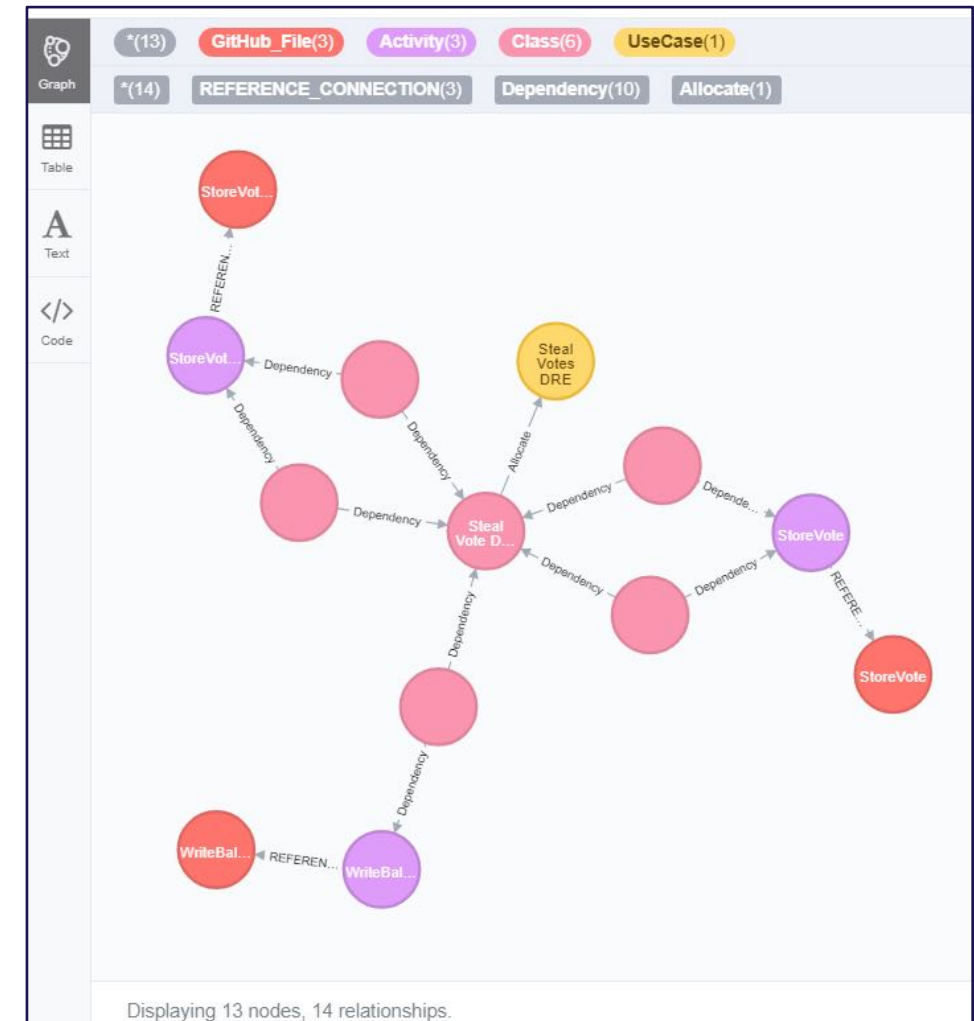 *(13) GitHub_File(3) Activity(3) Class(6) UseCase(1)
*(14) REFERENCE_CONNECTION(3) Dependency(10) Allocate(1)
Graph
Table
A
Text
</>
Code
StoreVot...
REFEREN...
StoreVot...
Dependency
Dependency
Dependency
Dependency
Steal
Votes
DRE
Allocate
Steal
Vote D...
Dependency
Depende...
Dependency
Dependency
StoreVote
REFERE...
StoreVote
Dependency
Dependency
WriteBal...
REFEREN...
WriteBal...
Displaying 13 nodes, 14 relationships.